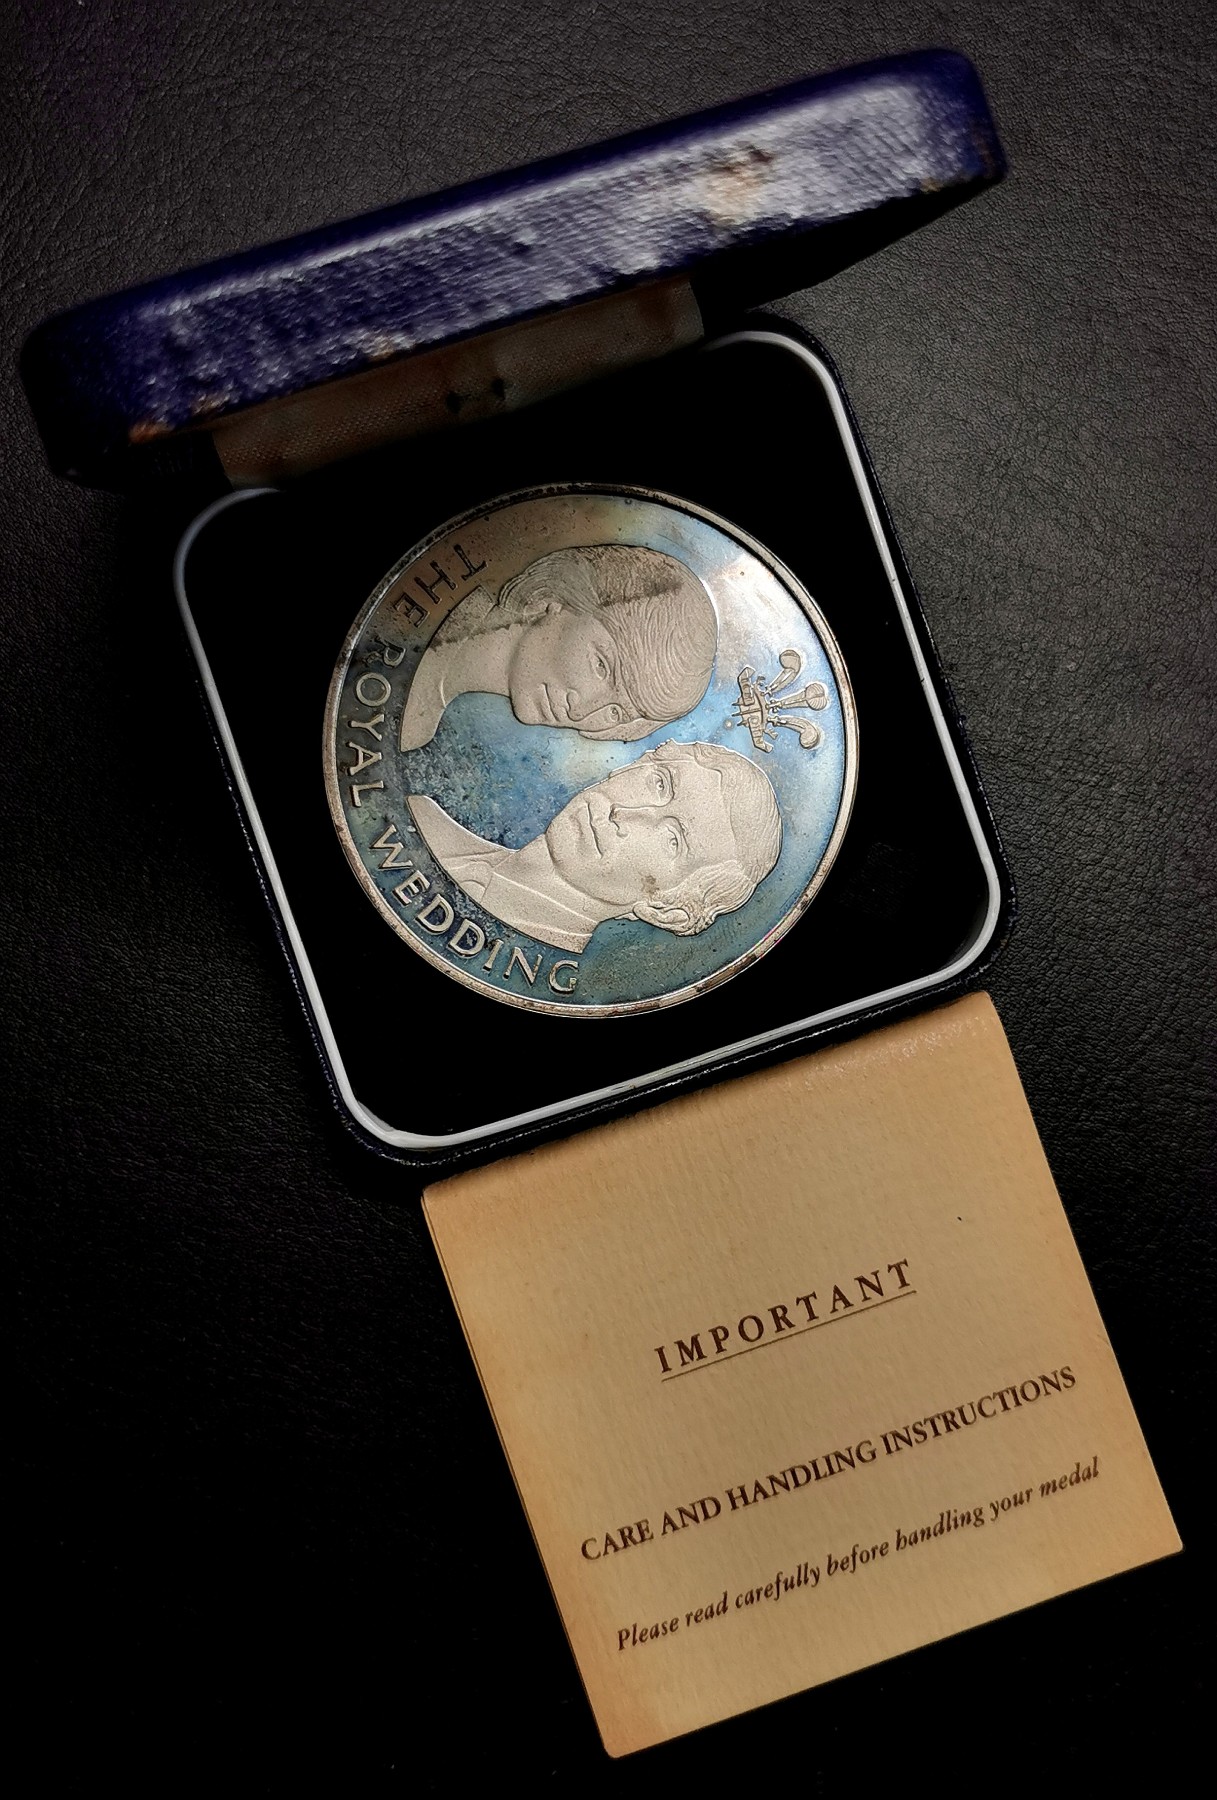 THE ROYAL WEDDING
IMPORTANT
CARE AND HANDLING INSTRUCTIONS
Please read carefully before handling your medal